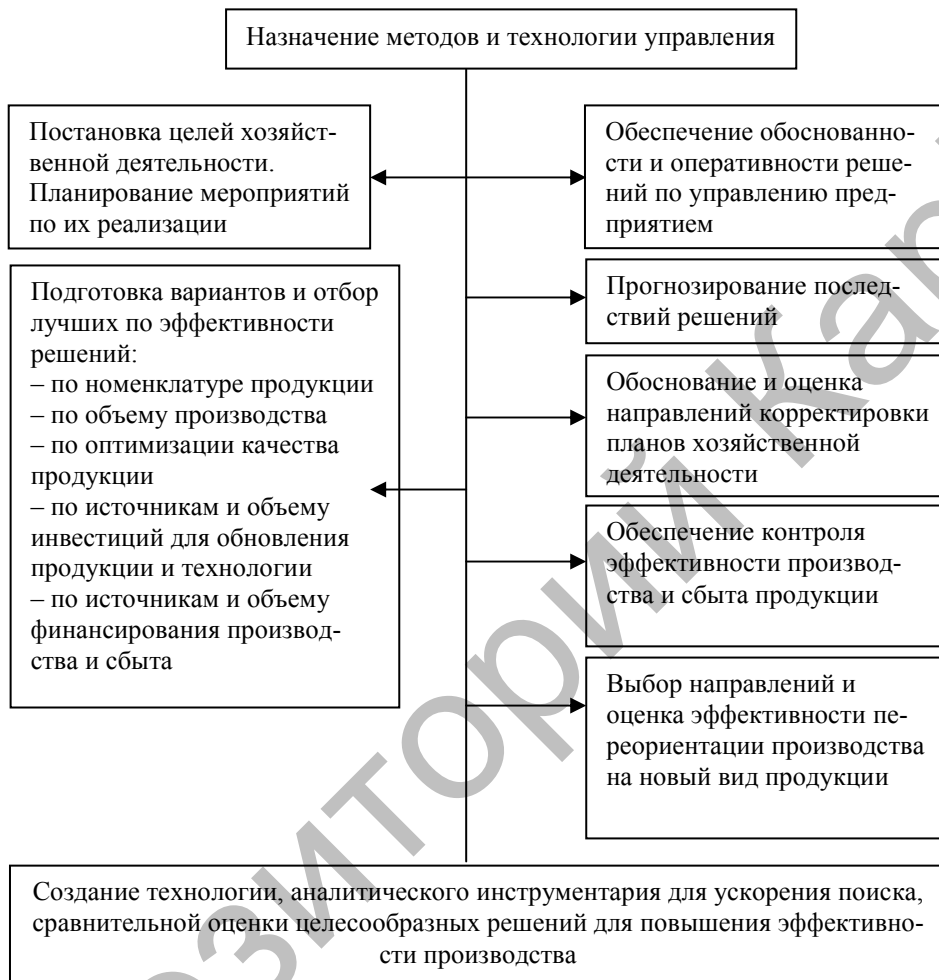 Назначение методов и технологии управления
Постановка целей хозяйст-
венной деятельности.
Планирование мероприятий
по их реализации
Обеспечение обоснованно-
сти и оперативности реше-
ний по управлению пред-
приятием
Подготовка вариантов и отбор
лучших по эффективности
решений:
– по номенклатуре продукции
– по объему производства
– по оптимизации качества
продукции
– по источникам и объему
инвестиций для обновления
продукции и технологии
– по источникам и объему
финансирования производ-
ства и сбыта
Прогнозирование послед-
ствий решений
Обоснование и оценка
направлений корректировки
планов хозяйственной
деятельности
Обеспечение контроля
эффективности производ-
ства и сбыта продукции
Выбор направлений и
оценка эффективности пе-
реориентации производства
на новый вид продукции
Создание технологии, аналитического инструментария для ускорения поиска,
сравнительной оценки целесообразных решений для повышения эффективно-
сти производства